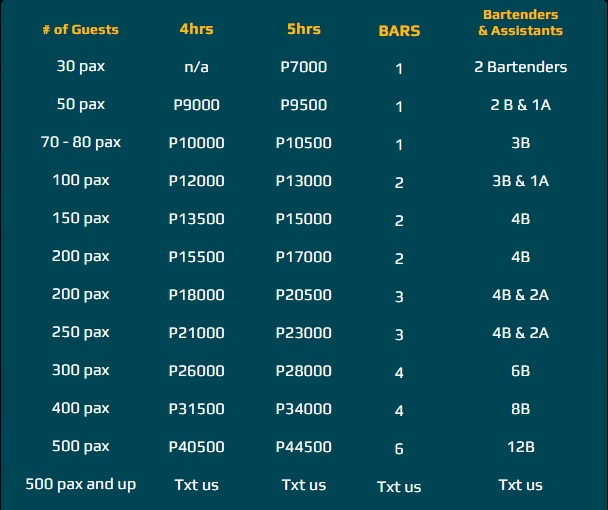 # of Guests 4hrs 5hrs BARS Bartenders
& Assistants
30 pax n/a P7000 1 2 Bartenders
50 pax P9000 P9500 1 2 B & 1A
70 - 80 pax P10000 P10500 1 3B
100 pax P12000 P13000 2 3B & 1A
150 pax P13500 P15000 2 4B
200 pax P15500 P17000 2 4B
200 pax P18000 P20500 3 4B & 2A
250 pax P21000 P23000 3 4B & 2A
300 pax P26000 P28000 4 6B
400 pax P31500 P34000 4 8B
500 pax P40500 P44500 6 12B
500 pax and up Txt us Txt us Txt us Txt us